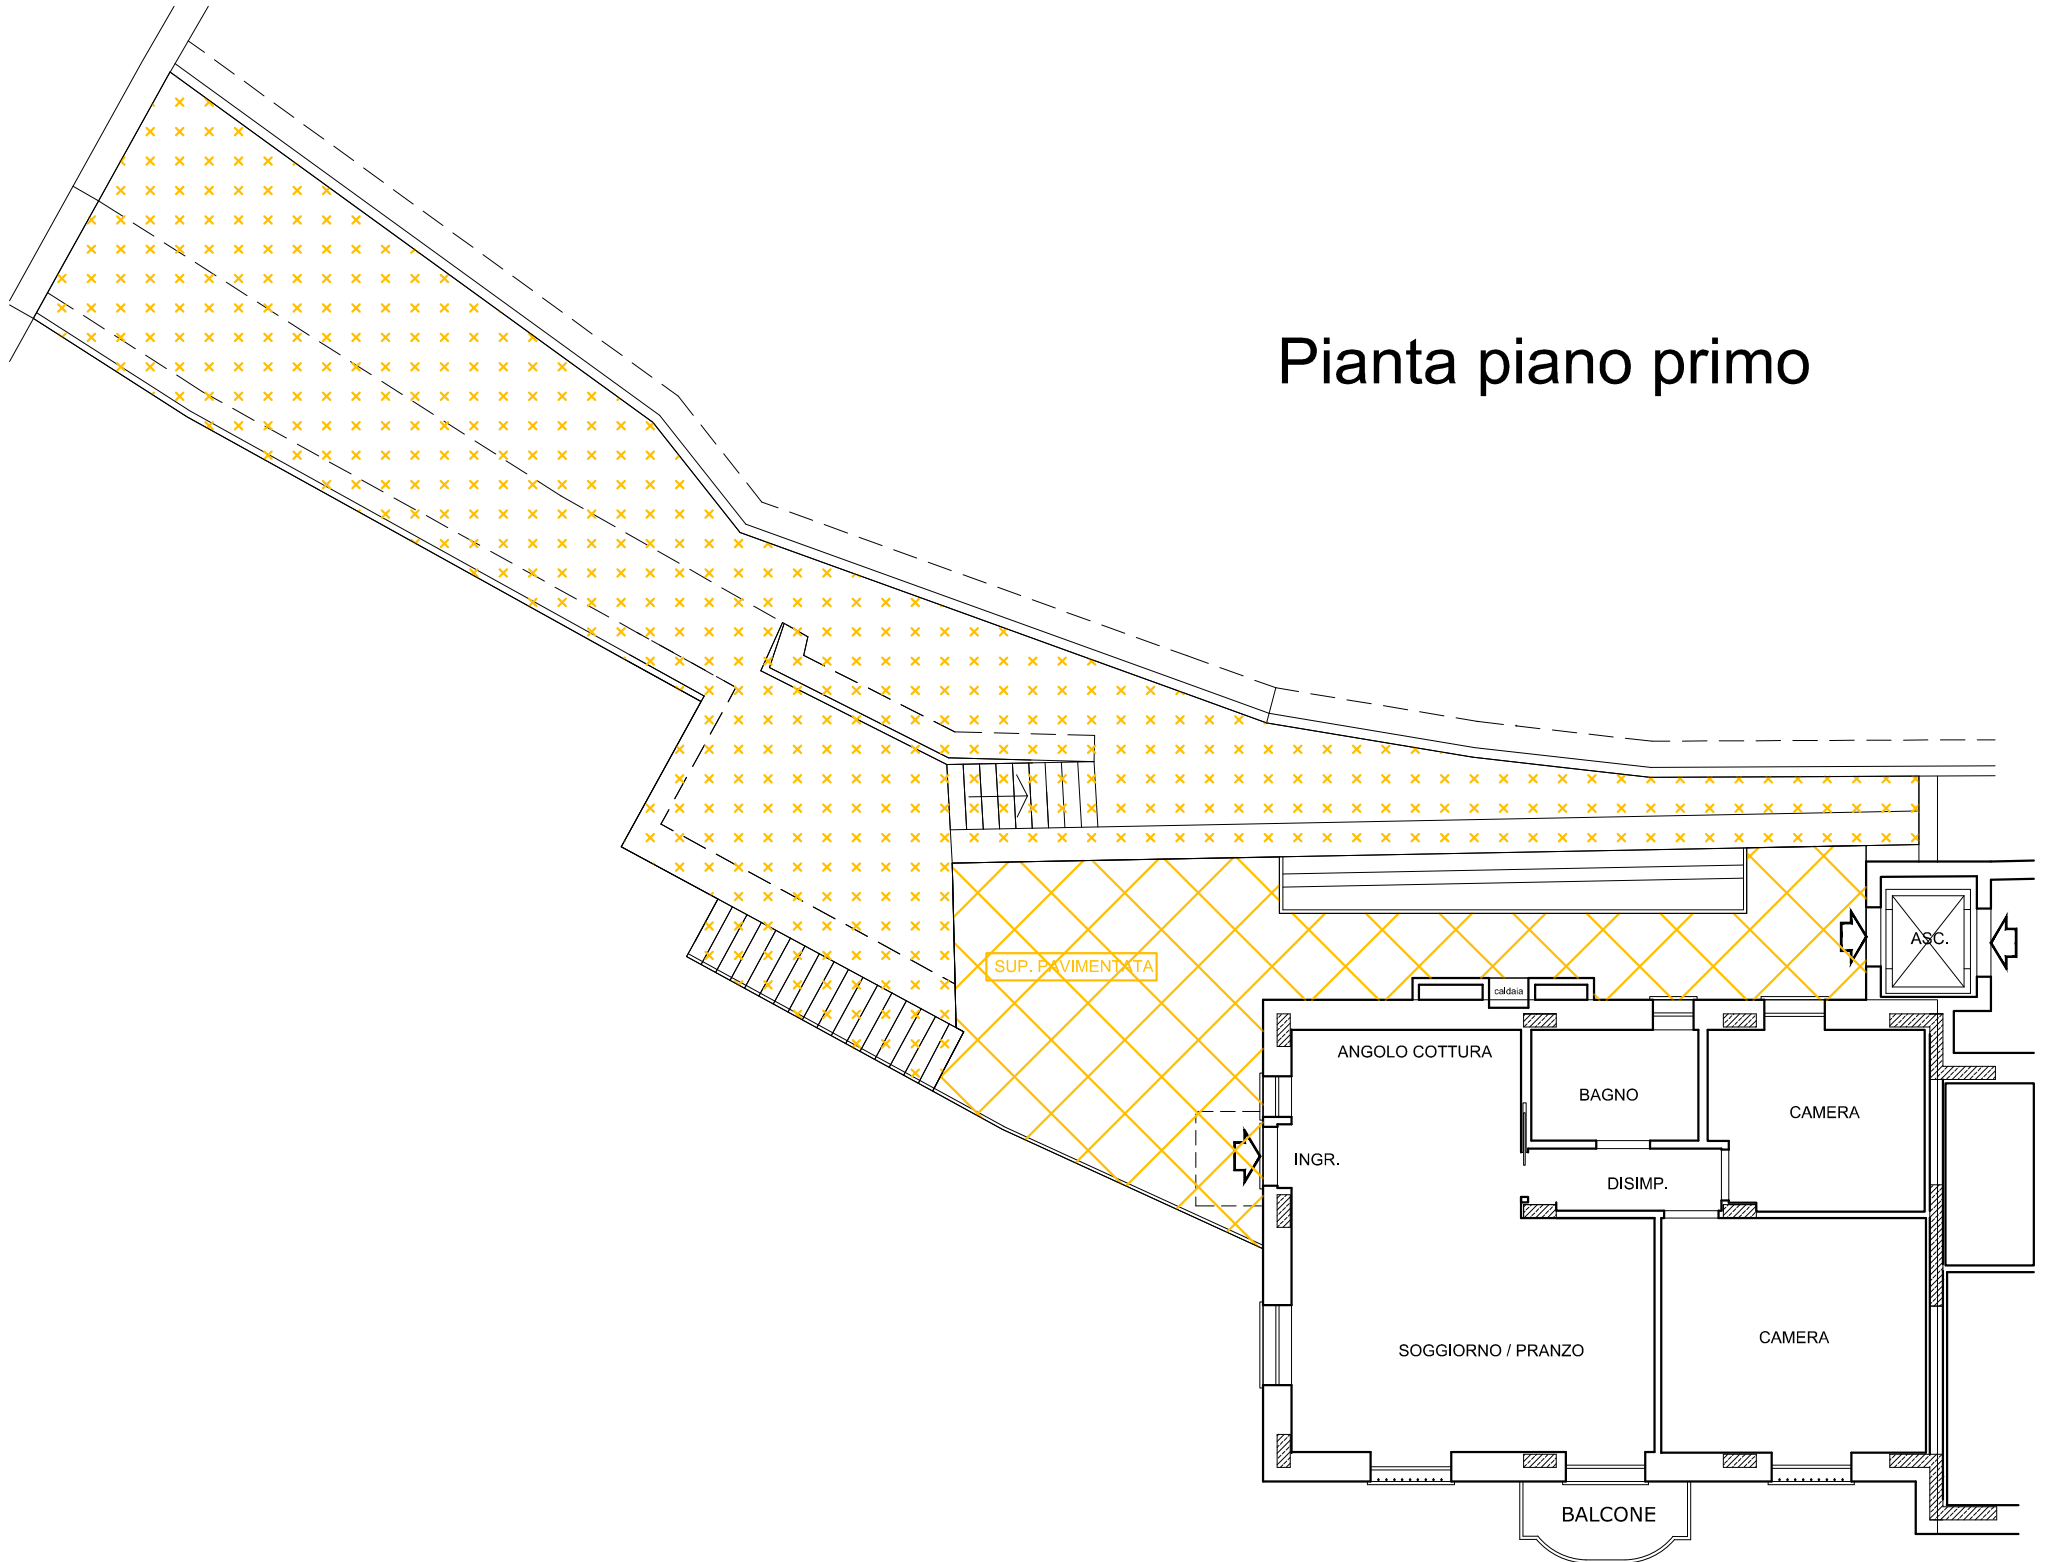 Pianta piano primo
ASC.
SUP. PAVIMENTATA
caldaia
ANGOLO COTTURA
BAGNO
CAMERA
INGR.
DISIMP.
CAMERA
SOGGIORNO / PRANZO
BALCONE